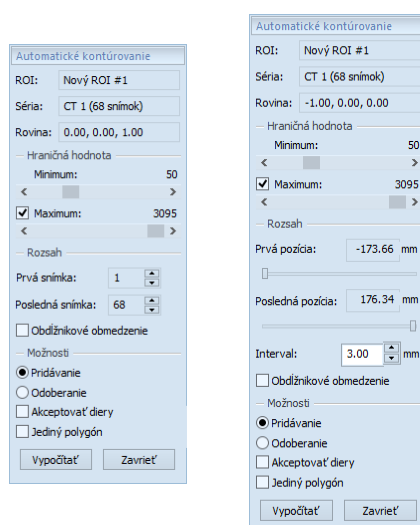 Automatické kontúrovanie
ROI: Nový ROI #1
Séria: CT 1 (68 snímok)
Rovina: 0.00, 0.00, 1.00
Hraničná hodnota
Minimum: 50
Maximum: 3095
Rozsah
Prvá snímka: 1
Posledná snímka: 68
Obdĺžnikové obmedzenie
Možnosti
Pridávanie
Odoberanie
Akceptovať diery
Jediný polygón
Vypočítať Zavrieť
Automatické kontúrovanie
ROI: Nový ROI #1
Séria: CT 1 (68 snímok)
Rovina: -1.00, 0.00, 0.00
Hraničná hodnota
Minimum: 50
Maximum: 3095
Rozsah
Prvá pozícia: -173.66 mm
Posledná pozícia: 176.34 mm
Interval: 3.00 mm
Obdĺžnikové obmedzenie
Možnosti
Pridávanie
Odoberanie
Akceptovať diery
Jediný polygón
Vypočítať Zavrieť